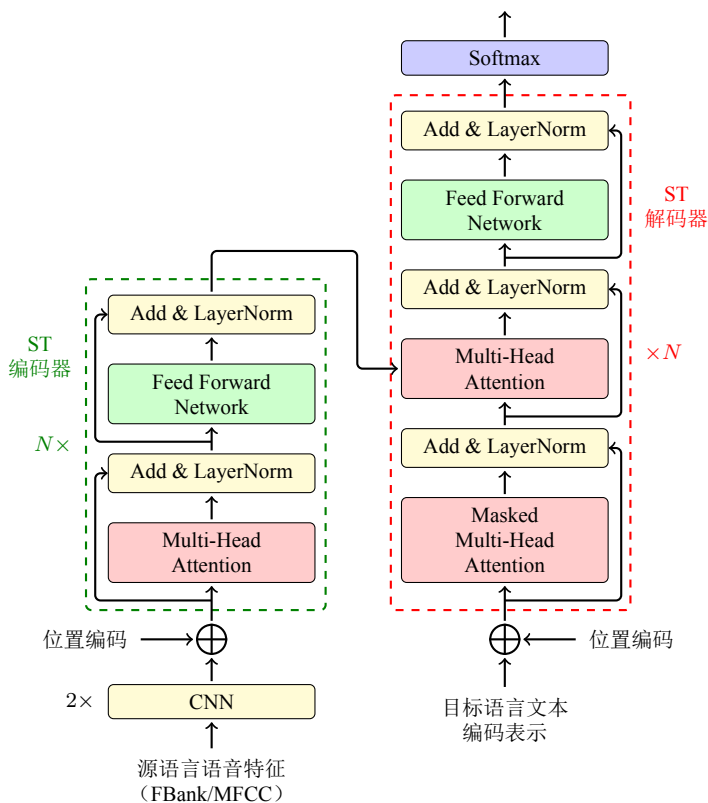 Softmax
Add & LayerNorm
Feed Forward
Network
ST
解码器
Add & LayerNorm
Multi-Head
Attention
×N
Add & LayerNorm
Masked
Multi-Head
Attention
位置编码
目标语言文本
编码表示
Add & LayerNorm
ST
编码器
Feed Forward
Network
N×
Add & LayerNorm
Multi-Head
Attention
位置编码
2×
CNN
源语言语音特征
（FBank/MFCC）